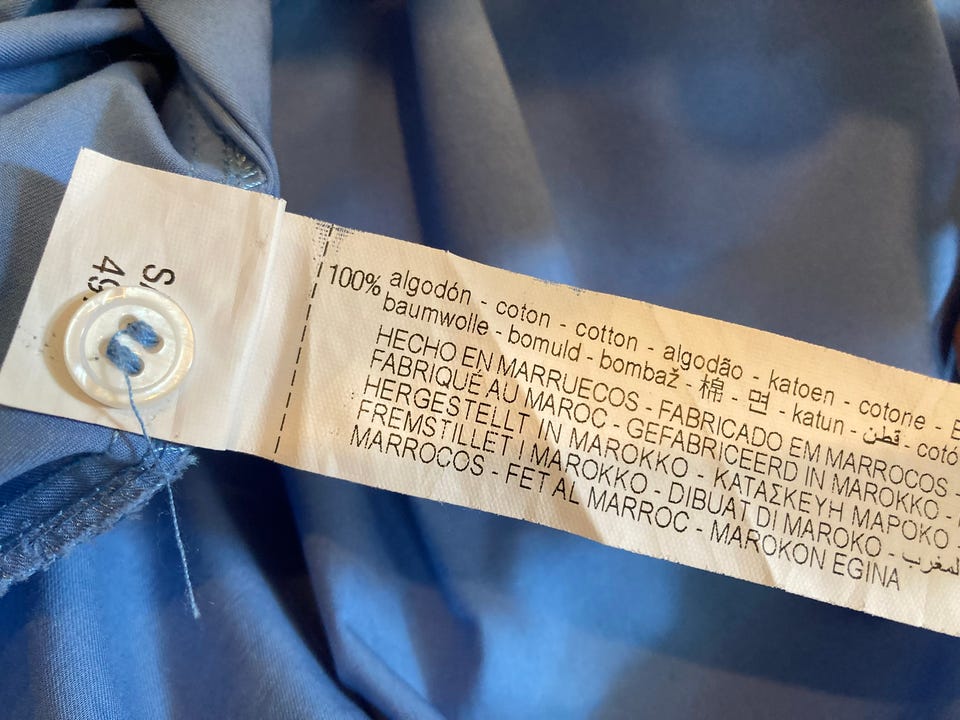 100% algodón - coton - cotton - algodão - katoen - cotone -
baumwolle - bomuld - bombaž - 棉 - 면 - katun - قطن - cotó
HECHO EN MARRUECOS - FABRICADO EM MARROCOS -
FABRIQUÉ AU MAROC - GEFABRICEERD IN MAROKKO -
HERGESTELLT IN MAROKKO - ΚΑΤΑΣΚΕΥΗ ΜΑΡΟΚΟ -
FREMSTILLET I MAROKKO - DIBUAT DI MAROKO - المغرب
MARROCOS - FET AL MARROC - MAROKON EGINA